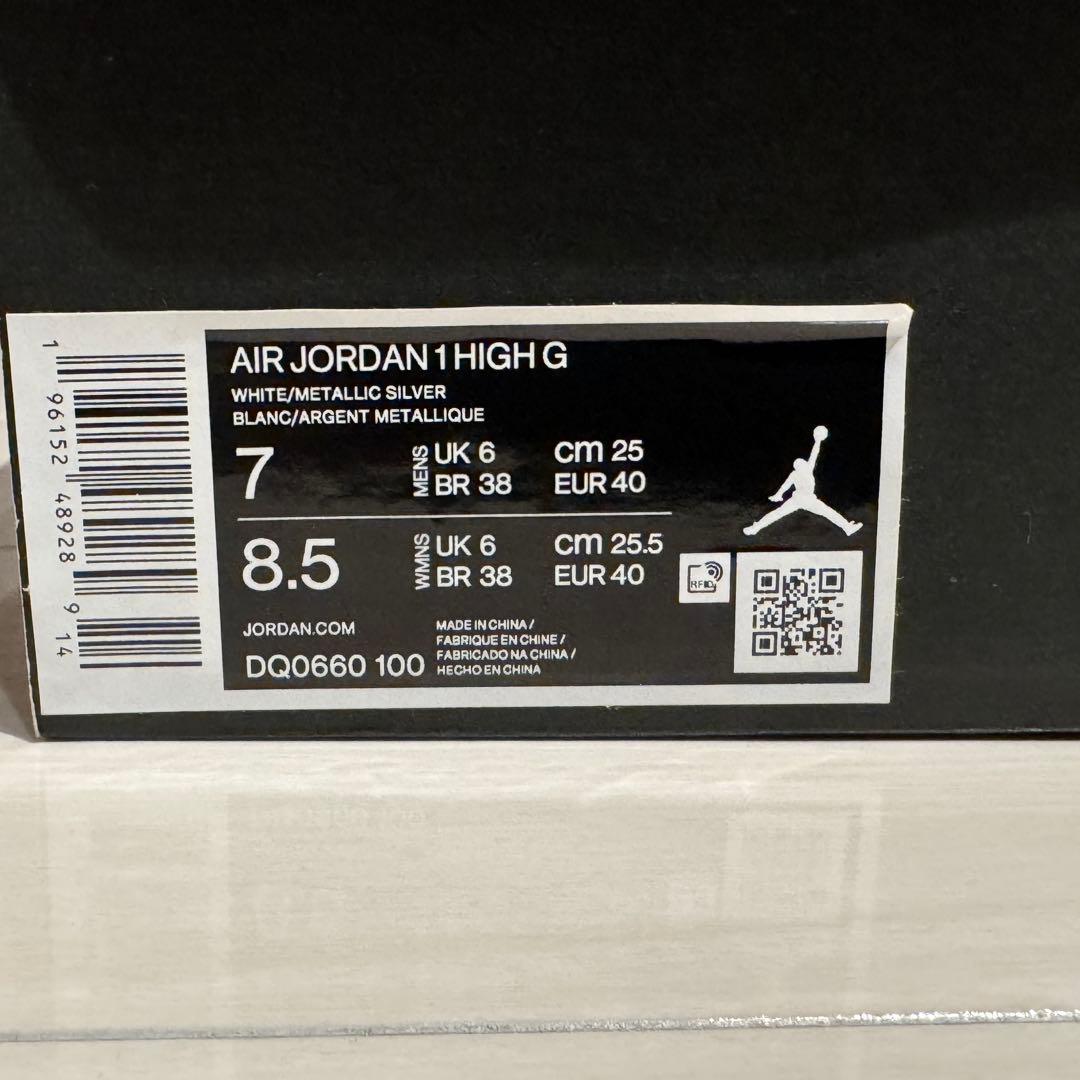 1 96152 48928 9 14
AIR JORDAN 1 HIGH G
WHITE/METALLIC SILVER
BLANC/ARGENT METALLIQUE
7
MENS
UK 6
cm 25
BR 38
EUR 40
8.5
WMNS
UK 6
cm 25.5
BR 38
EUR 40
RFID
JORDAN.COM
DQ0660 100
MADE IN CHINA /
FABRIQUE EN CHINE /
FABRICADO NA CHINA /
HECHO EN CHINA